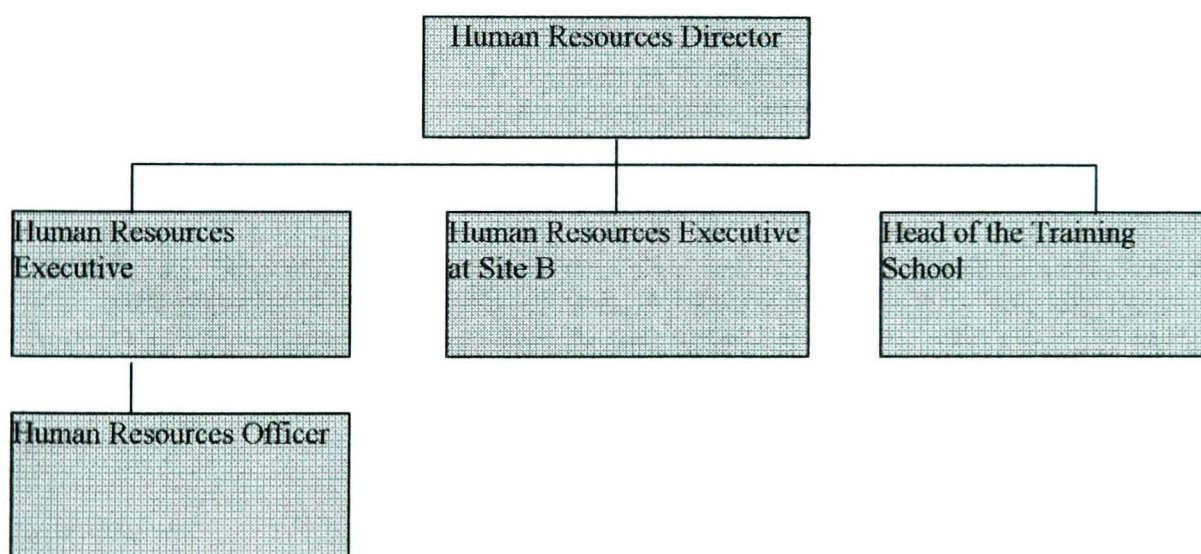 Human Resources Director
Human Resources
Executive
Human Resources Executive
at Site B
Head of the Training
School
Human Resources Officer